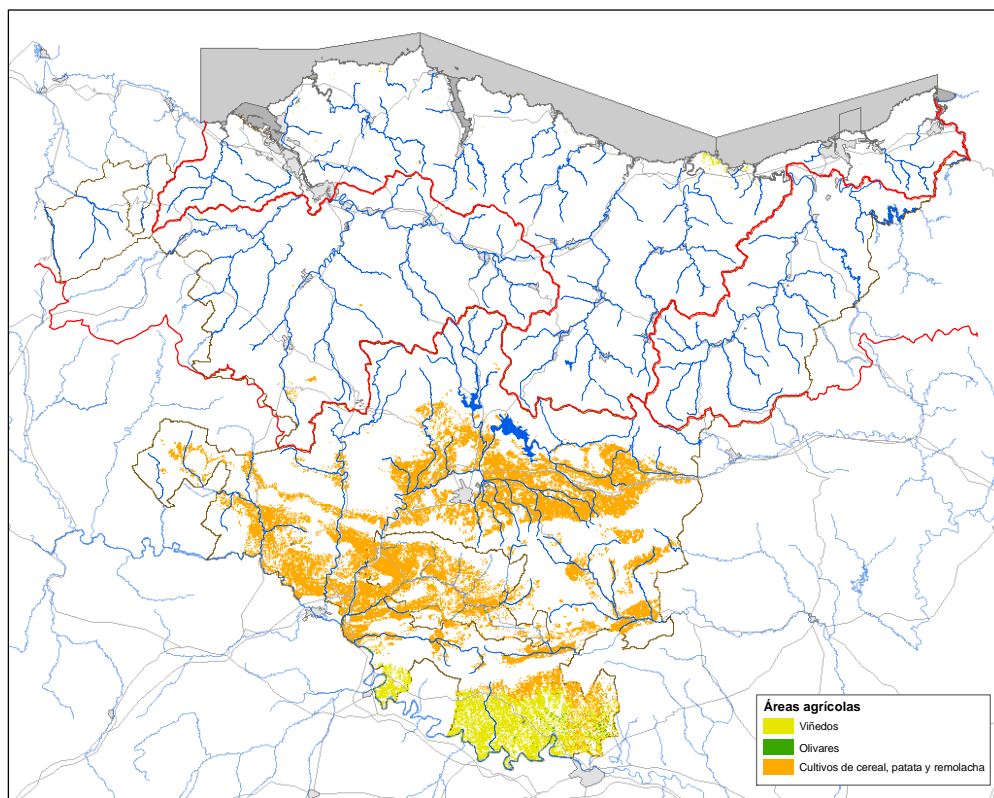 Áreas agrícolas
Viñedos
Olivares
Cultivos de cereal, patata y remolacha